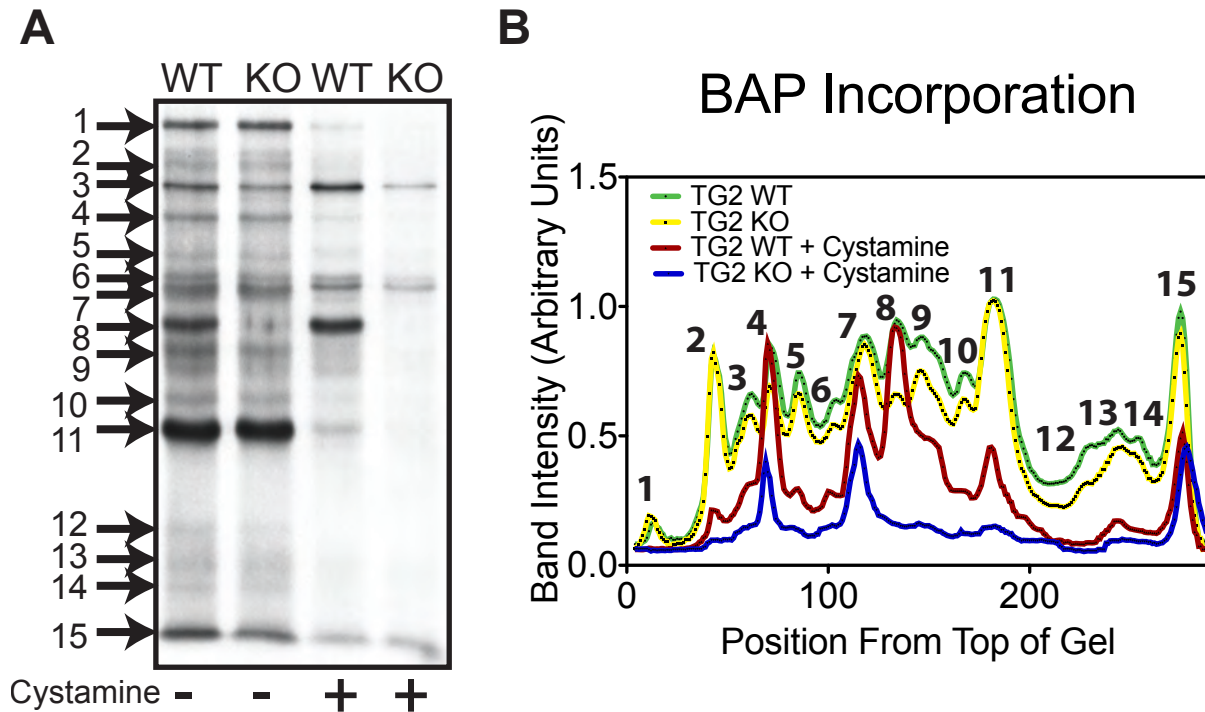 A
WT KO WT KO
1
2
3
4
5
6
7
8
9
10
11
12
13
14
15
Cystamine - - + +
B
BAP Incorporation
Band Intensity (Arbitrary Units)
1.5
1.0
0.5
0.0
TG2 WT
TG2 KO
TG2 WT + Cystamine
TG2 KO + Cystamine
1 2 3 4 5 6 7 8 9 10 11 12 13 14 15
0 100 200
Position From Top of Gel